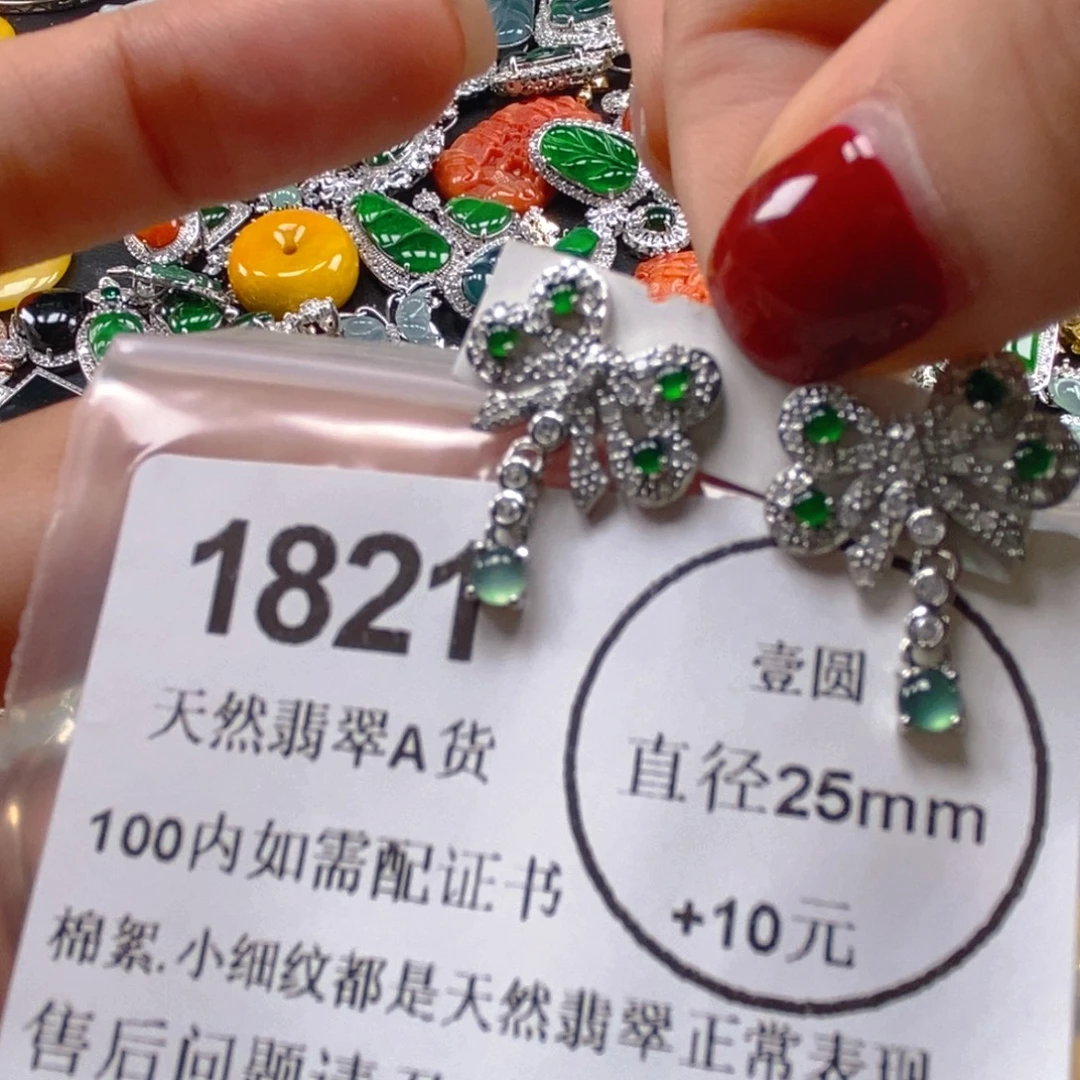 1821
天然翡翠A货
壹圆
直径25mm
+10元
100内如需配证书
棉絮.小细纹都是天然翡翠正常表现
售后问题请